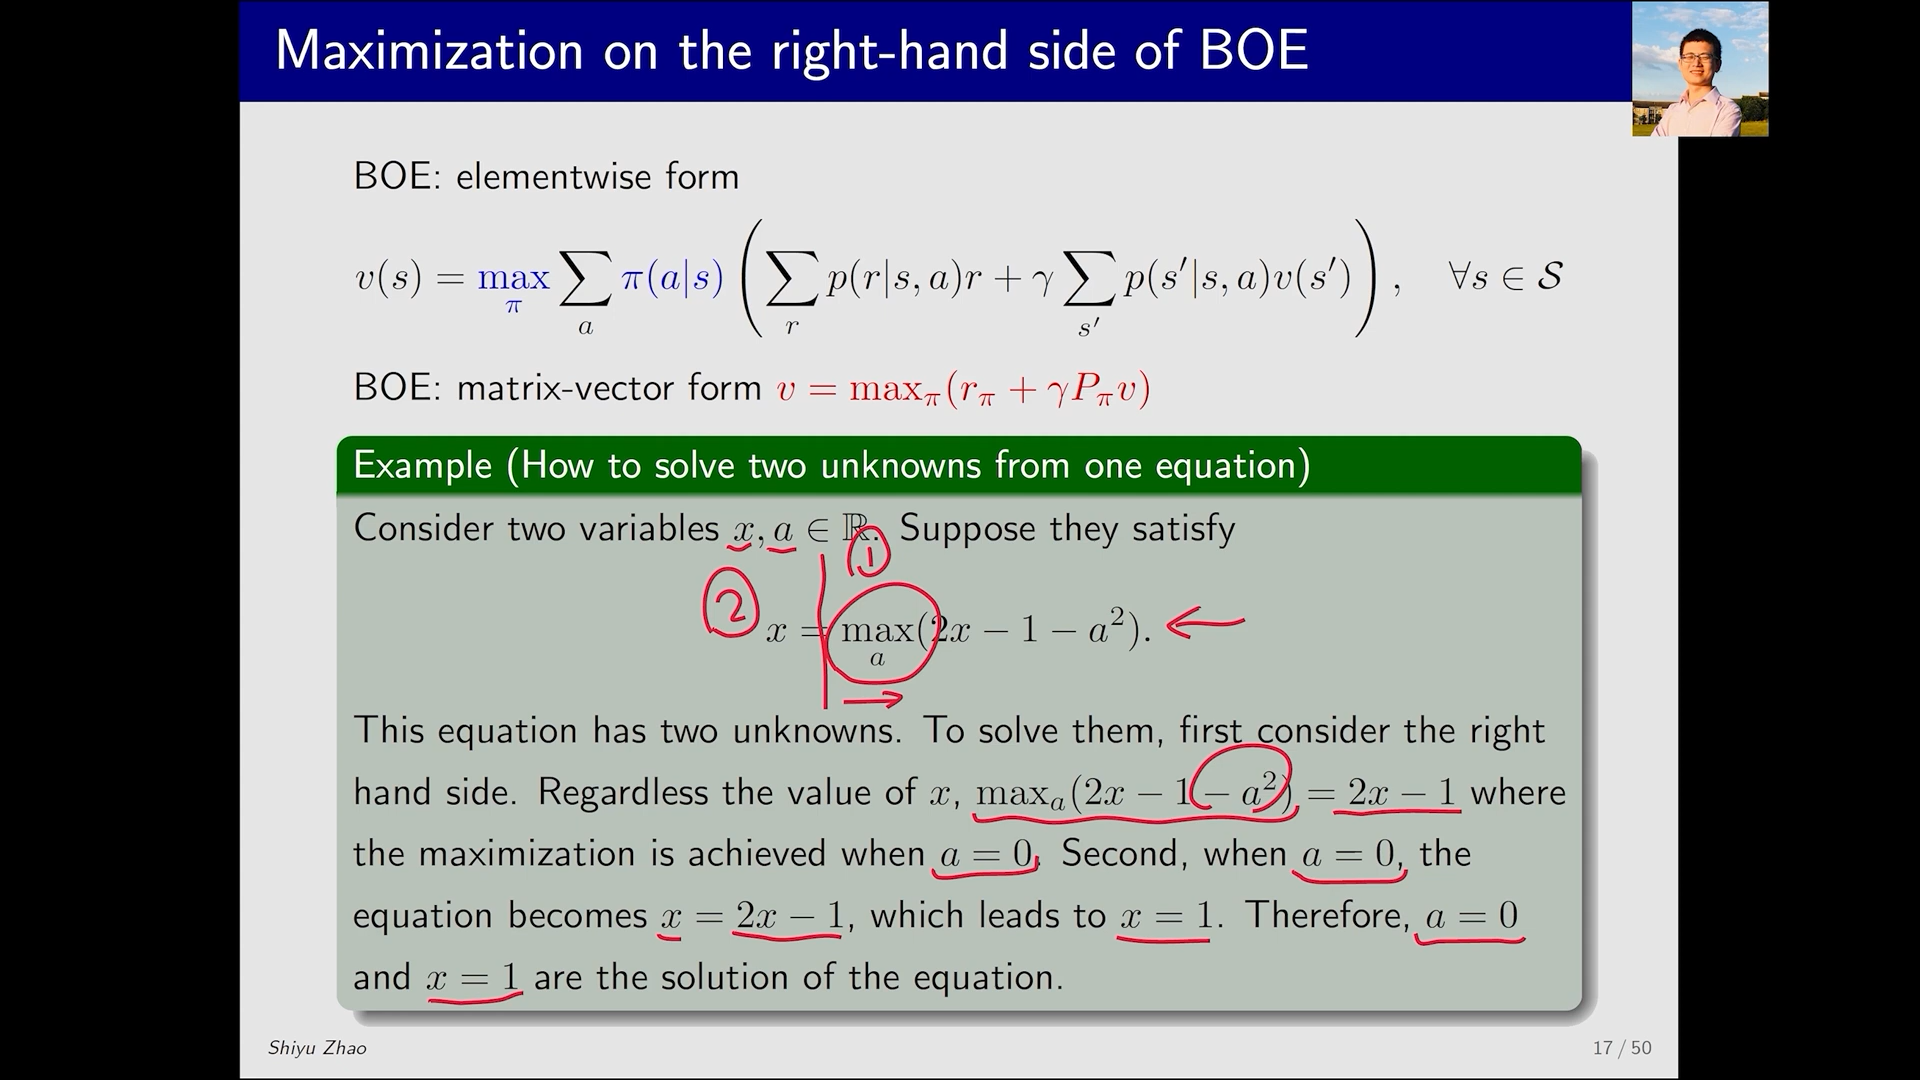 Maximization on the right-hand side of BOE
BOE: elementwise form
v(s) = max_π ∑_a π(a|s) ( ∑_r p(r|s, a)r + γ ∑_{s′} p(s′|s, a)v(s′) ) , ∀s ∈ 𝒮
BOE: matrix-vector form v = max_π(r_π + γP_πv)
Example (How to solve two unknowns from one equation)
Consider two variables x, a ∈ ℝ. Suppose they satisfy
①
② x = max_a(2x − 1 − a²).
This equation has two unknowns. To solve them, first consider the right
hand side. Regardless the value of x, max_a(2x − 1 − a²) = 2x − 1 where
the maximization is achieved when a = 0. Second, when a = 0, the
equation becomes x = 2x − 1, which leads to x = 1. Therefore, a = 0
and x = 1 are the solution of the equation.
Shiyu Zhao
17 / 50